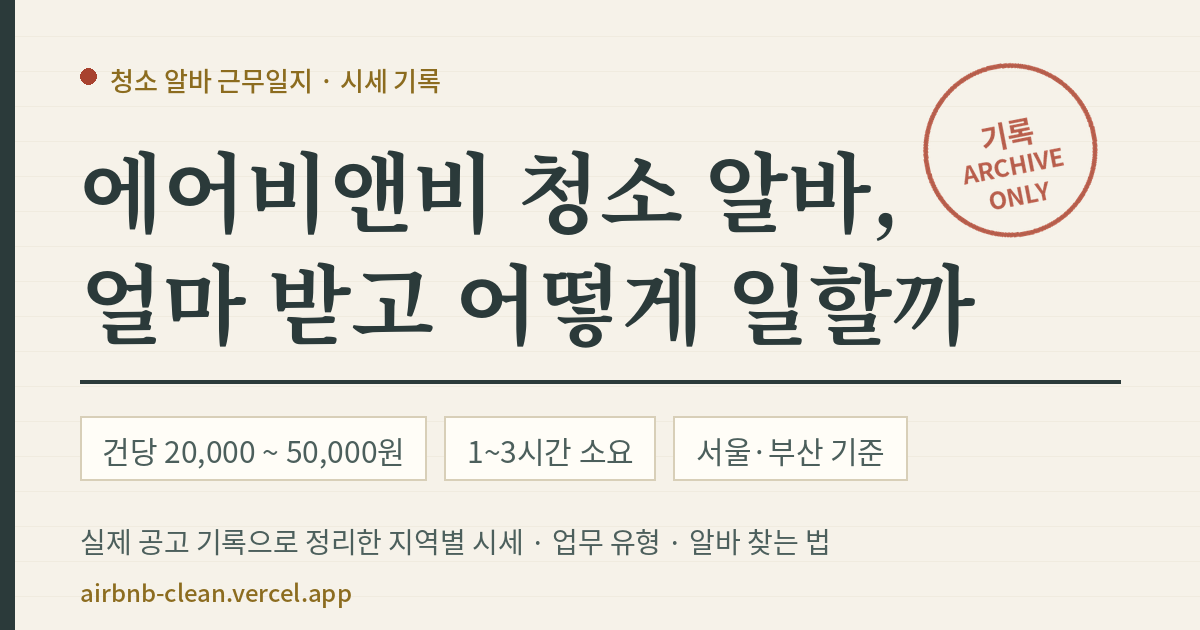 청소 알바 근무일지 · 시세 기록
기록
ARCHIVE
ONLY
에어비앤비 청소 알바,
얼마 받고 어떻게 일할까
건당 20,000 ~ 50,000원
1~3시간 소요
서울·부산 기준
실제 공고 기록으로 정리한 지역별 시세 · 업무 유형 · 알바 찾는 법
airbnb-clean.vercel.app